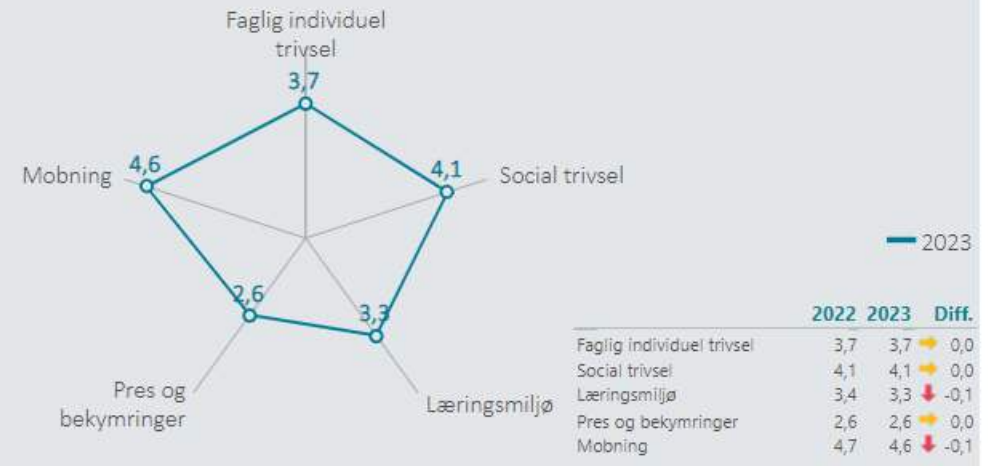 Faglig individuel
trivsel
3,7
Mobning
4,6
4,1
Social trivsel
2023
2,6
3,3
Pres og
bekymringer
Læringsmiljø
2022 2023 Diff.
Faglig individuel trivsel 3,7 3,7 0,0
Social trivsel 4,1 4,1 0,0
Læringsmiljø 3,4 3,3 -0,1
Pres og bekymringer 2,6 2,6 0,0
Mobning 4,7 4,6 -0,1